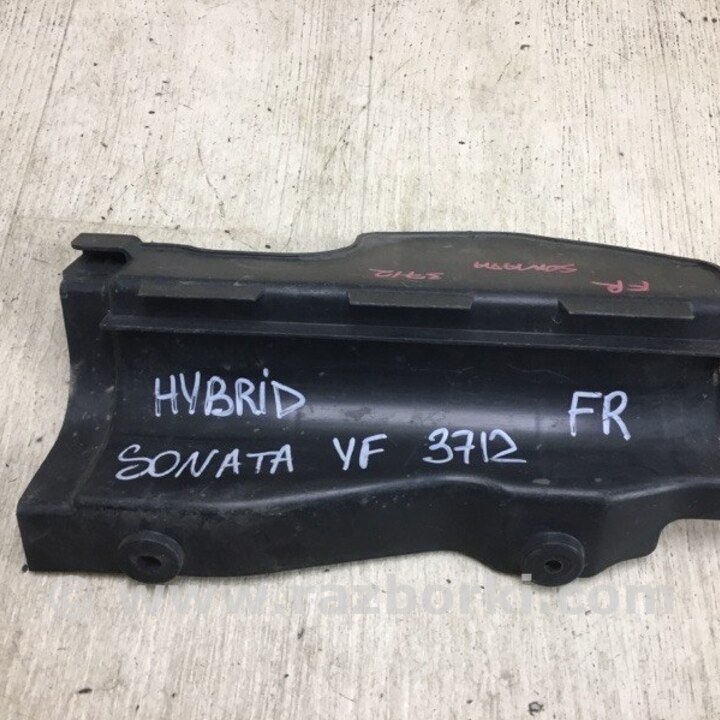 FR SONATA 3712
HYBRID FR
SONATA YF 3712
© www.razborki.com